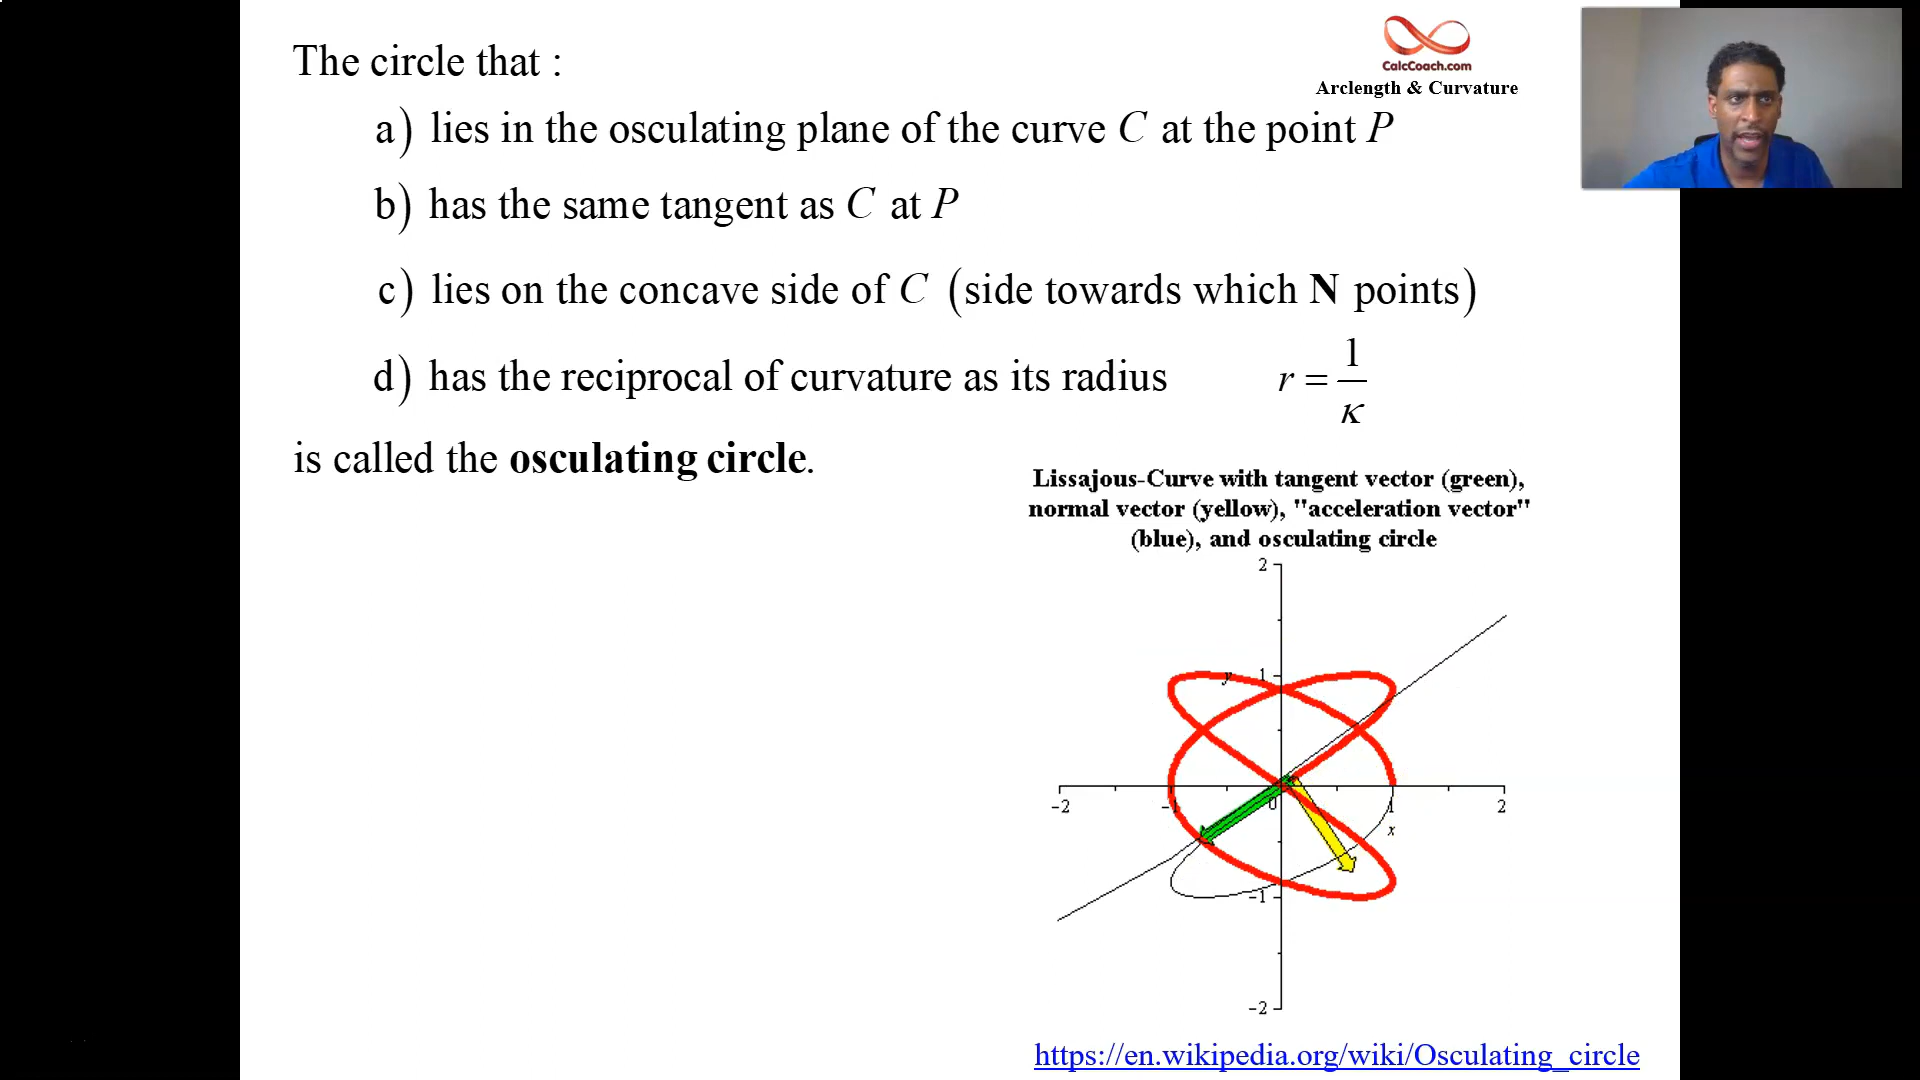 The circle that :
CalcCoach.com
Arclength & Curvature
a) lies in the osculating plane of the curve C at the point P
b) has the same tangent as C at P
c) lies on the concave side of C (side towards which N points)
d) has the reciprocal of curvature as its radius r = 1/κ
is called the osculating circle.
Lissajous-Curve with tangent vector (green),
normal vector (yellow), "acceleration vector"
(blue), and osculating circle
2
y 1
-2 -1 0 1 2
x
-1
-2
https://en.wikipedia.org/wiki/Osculating_circle